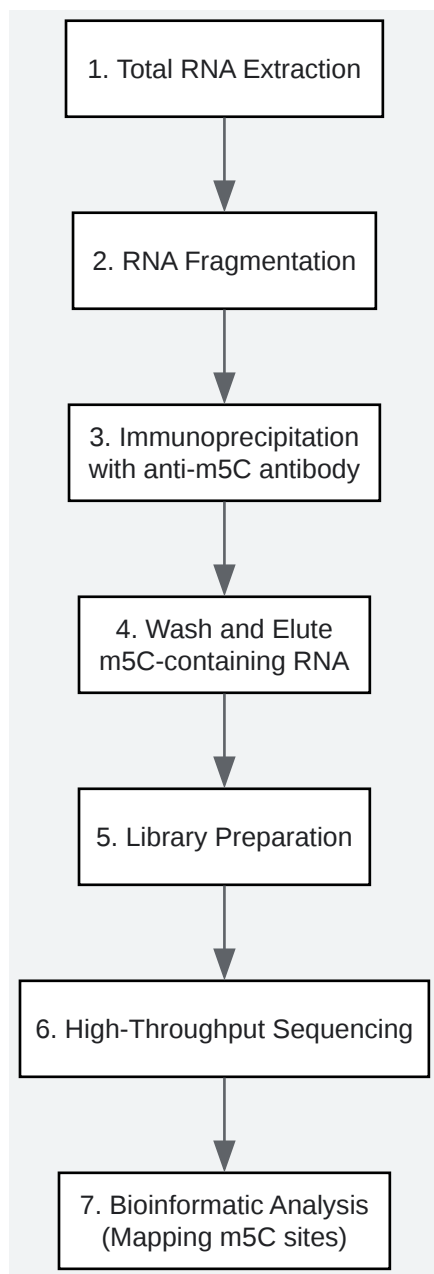 1. Total RNA Extraction
2. RNA Fragmentation
3. Immunoprecipitation
with anti-m5C antibody
4. Wash and Elute
m5C-containing RNA
5. Library Preparation
6. High-Throughput Sequencing
7. Bioinformatic Analysis
(Mapping m5C sites)